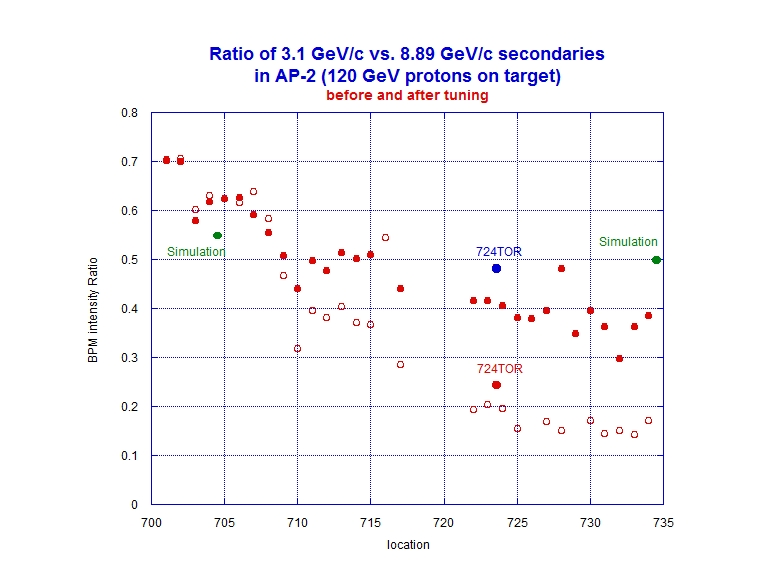 Ratio of 3.1 GeV/c vs. 8.89 GeV/c secondaries
in AP-2 (120 GeV protons on target)
before and after tuning
0.8
0.7
0.6
0.5
0.4
0.3
0.2
0.1
0
BPM intensity Ratio
Simulation
724TOR
Simulation
724TOR
700
705
710
715
720
725
730
735
location